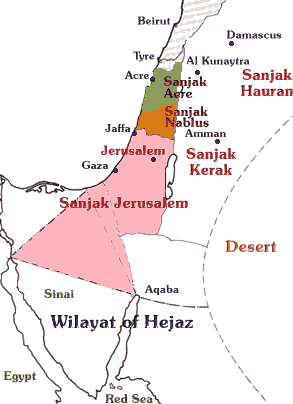 Beirut
Damascus
Tyre
Al Kunaytra
Acre
Sanjak
Acre
Sanjak
Hauran
Sanjak
Nablus
Jaffa
Amman
Jerusalem
Sanjak
Kerak
Gaza
Sanjak Jerusalem
Desert
Sinai
Aqaba
Wilayat of Hejaz
Egypt
Red Sea